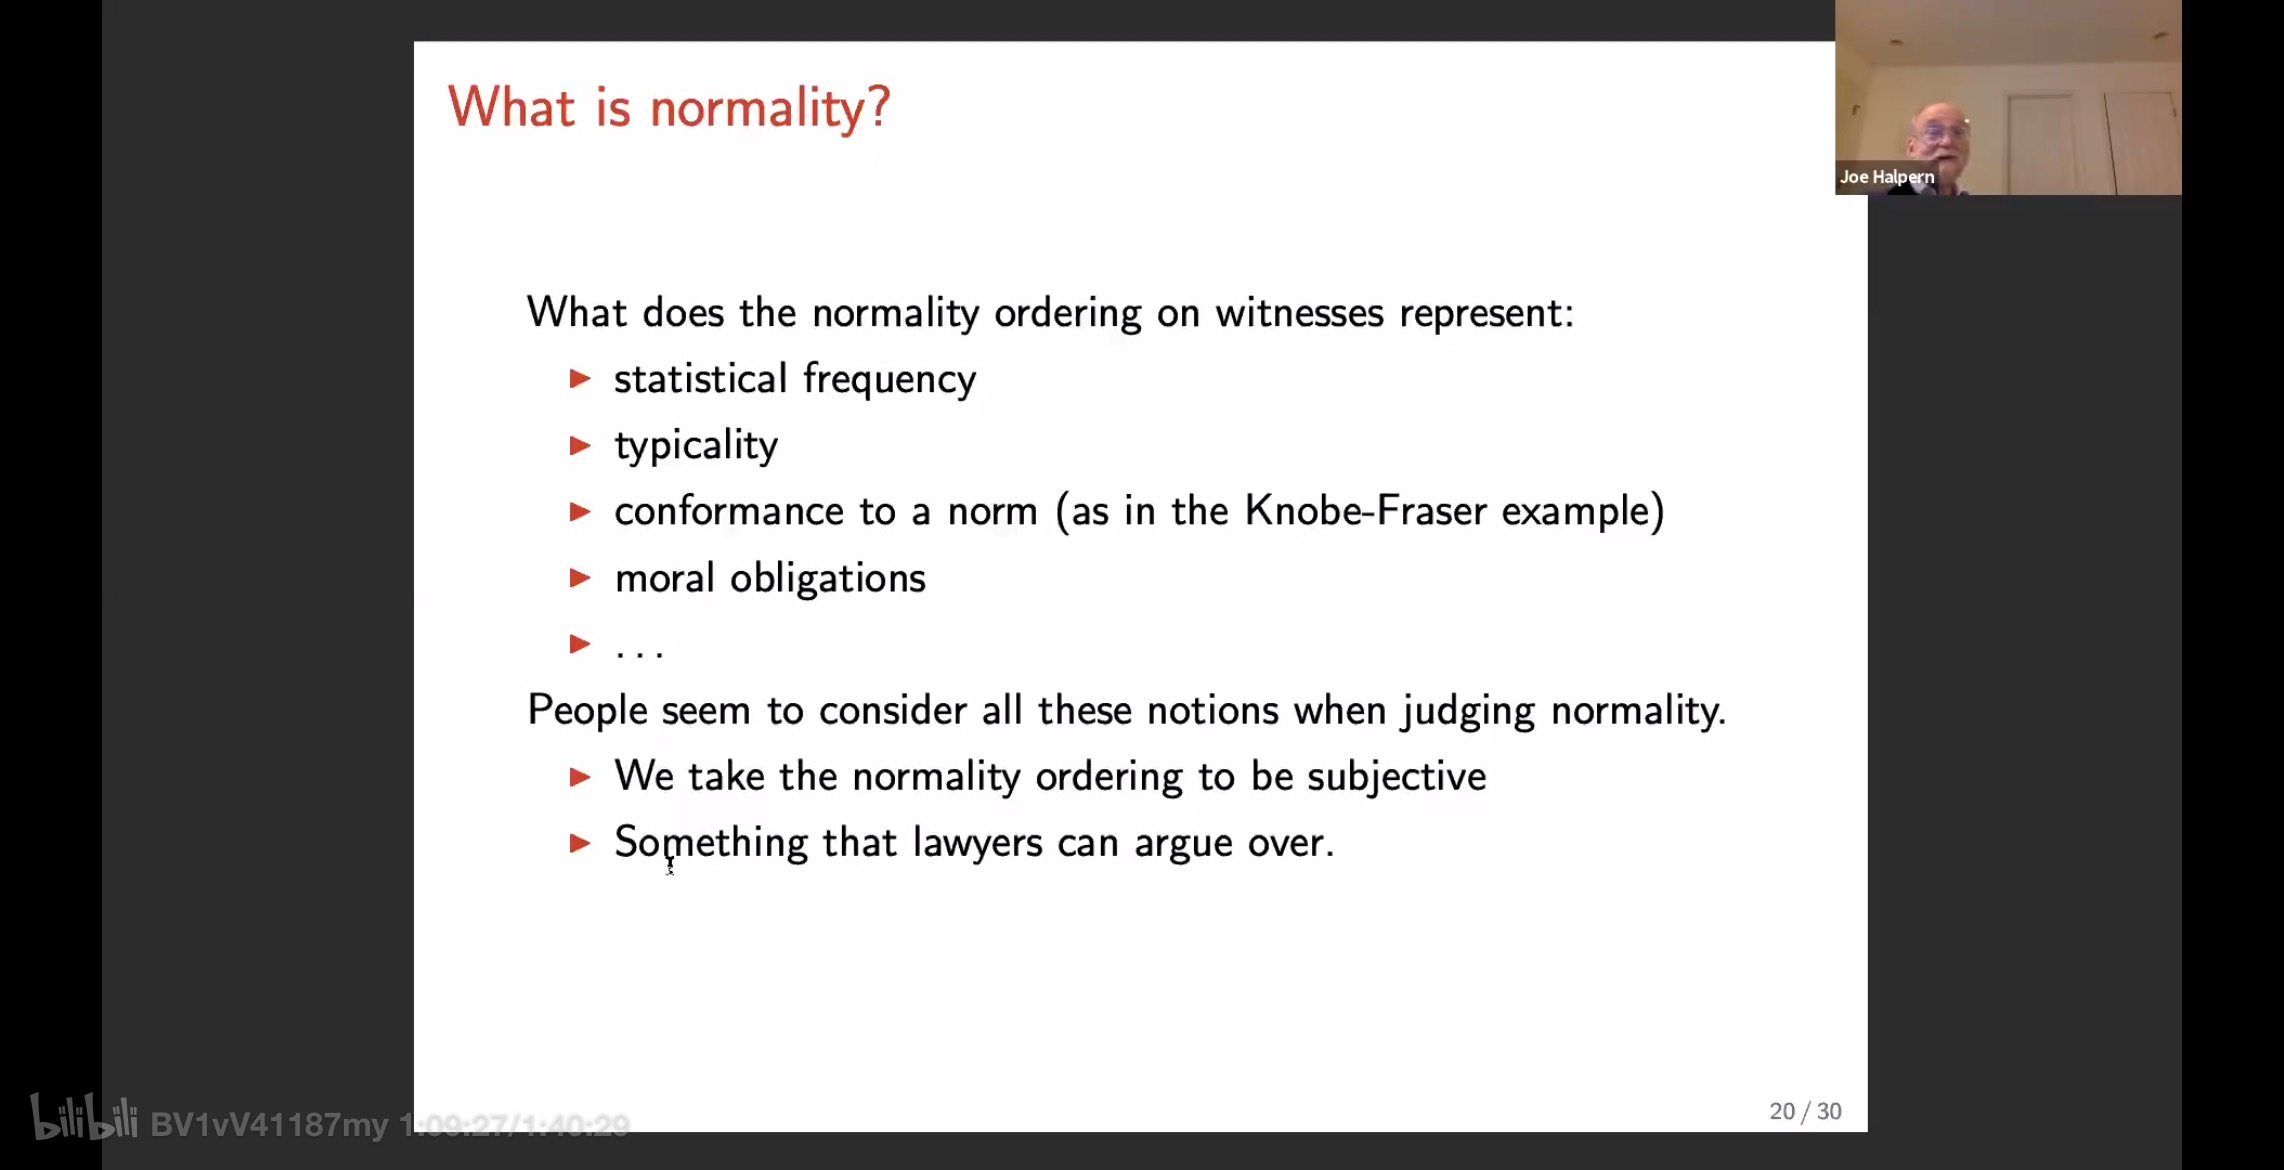 What is normality?
Joe Halpern
What does the normality ordering on witnesses represent:
► statistical frequency
► typicality
► conformance to a norm (as in the Knobe-Fraser example)
► moral obligations
► . . .
People seem to consider all these notions when judging normality.
► We take the normality ordering to be subjective
► Something that lawyers can argue over.
20 / 30
bilibili BV1vV41187my 1:09:27/1:40:29